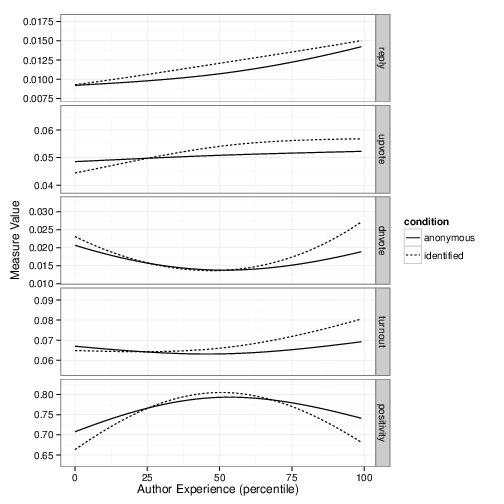 0.0175
0.0150
0.0125
0.0100
0.0075
reply
0.06
0.05
0.04
upvote
0.030
0.025
0.020
0.015
0.010
dnvote
0.09
0.08
0.07
0.06
turnout
0.80
0.75
0.70
0.65
positivity
Measure Value
0 25 50 75 100
Author Experience (percentile)
condition
anonymous
identified